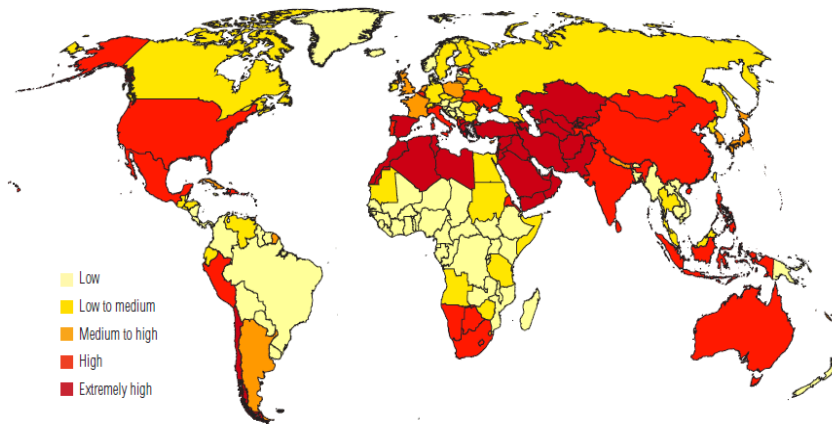 Low
Low to medium
Medium to high
High
Extremely high